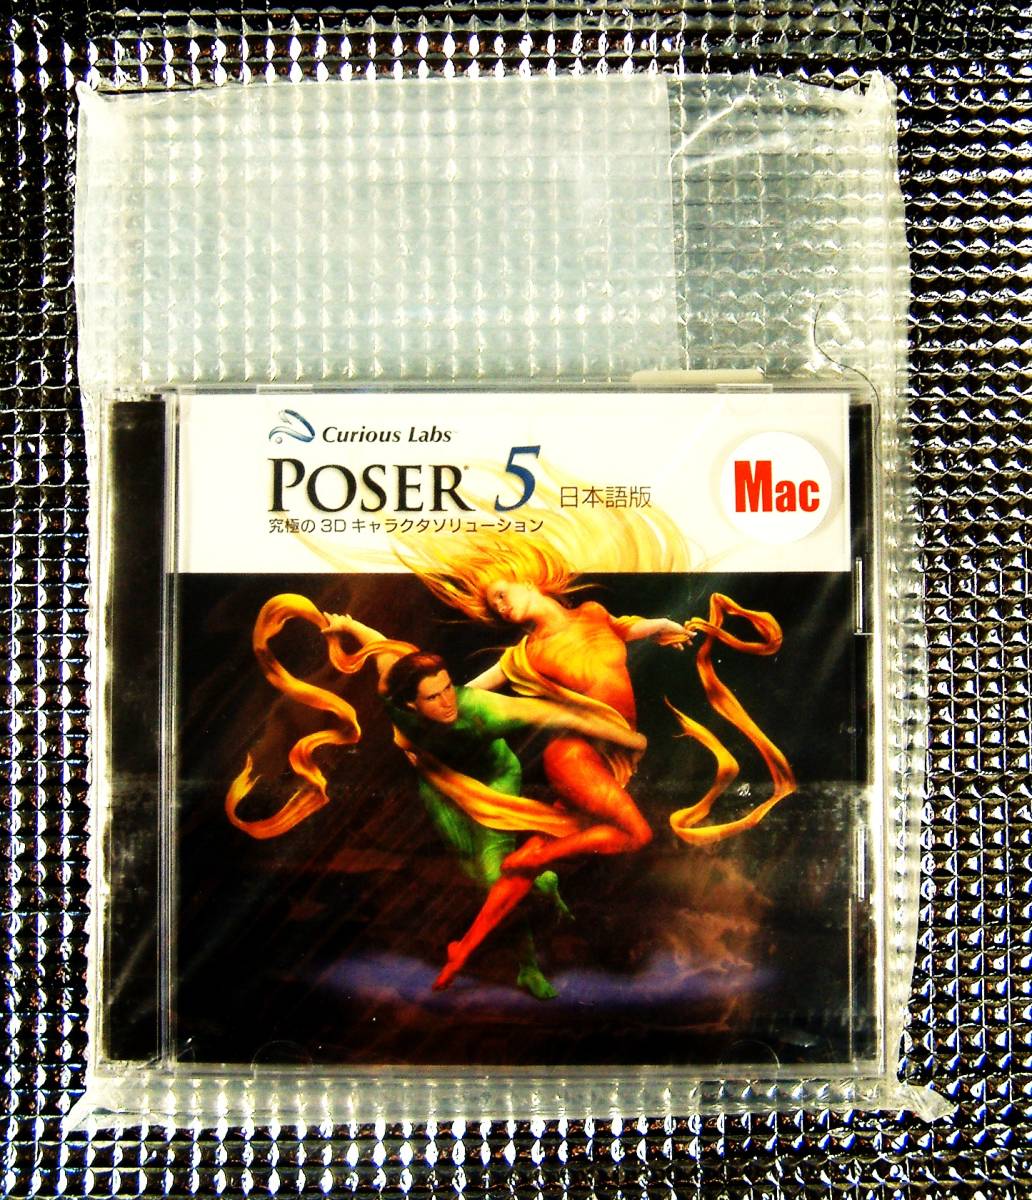 Curious Labs™
POSER® 5 日本語版
究極の 3D キャラクタソリューション
Mac